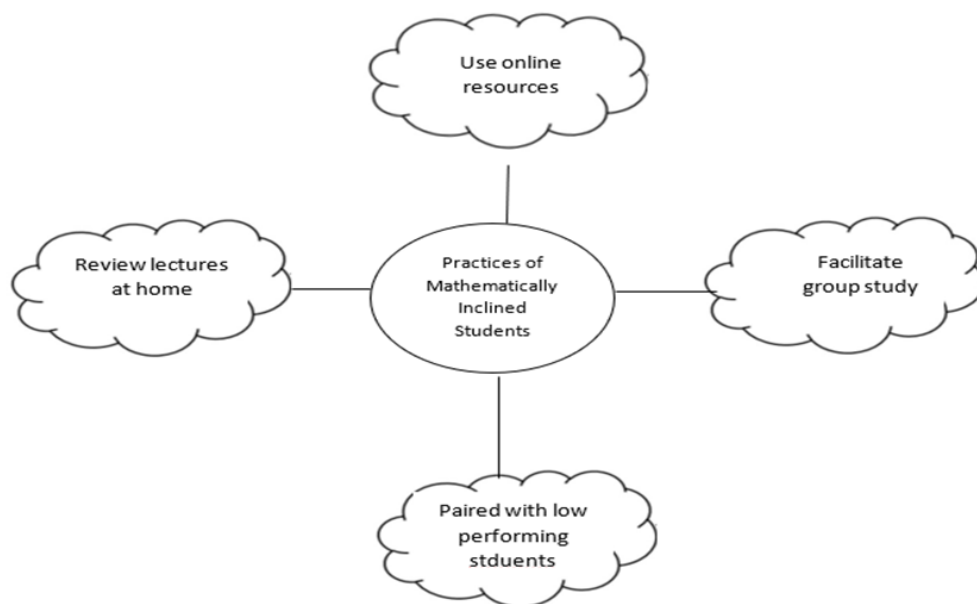 Use online
resources
Review lectures
at home
Practices of
Mathematically
Inclined
Students
Facilitate
group study
Paired with low
performing
stduents